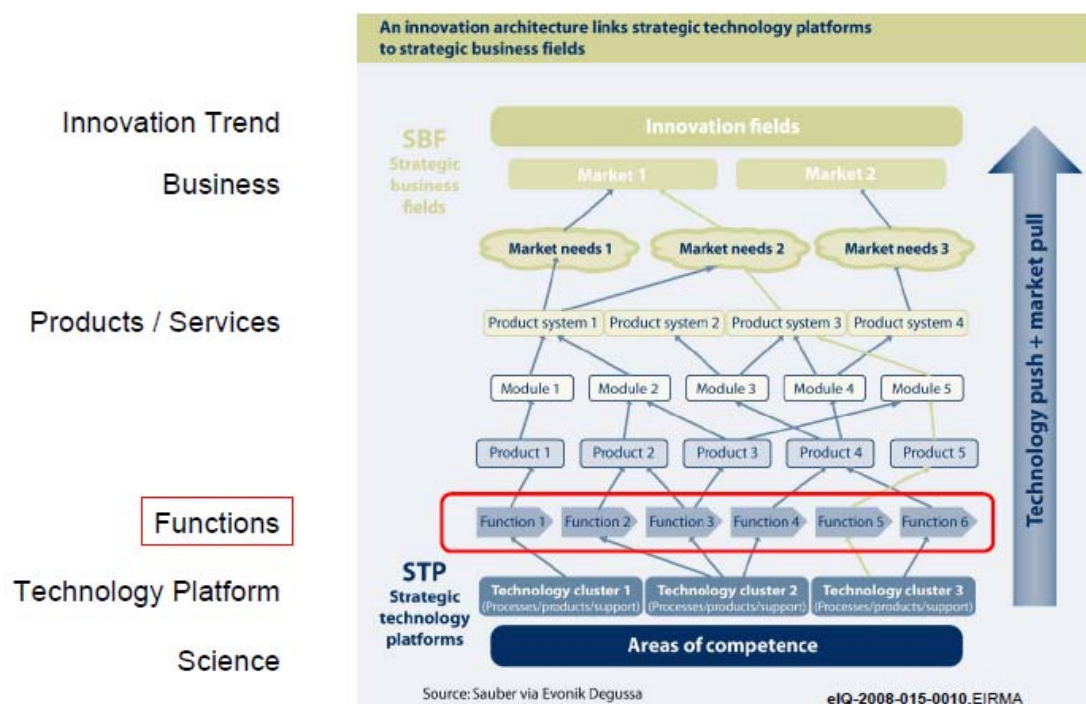 An innovation architecture links strategic technology platforms
to strategic business fields
Innovation Trend
Business
Products / Services
Functions
Technology Platform
Science
SBF
Strategic
business
fields
Innovation fields
Market 1 Market 2
Market needs 1 Market needs 2 Market needs 3
Product system 1 Product system 2 Product system 3 Product system 4
Module 1 Module 2 Module 3 Module 4 Module 5
Product 1 Product 2 Product 3 Product 4 Product 5
Function 1 Function 2 Function 3 Function 4 Function 5 Function 6
STP
Strategic
technology
platforms
Technology cluster 1 Technology cluster 2 Technology cluster 3
(Processes/products/support) (Processes/products/support) (Processes/products/support)
Areas of competence
Technology push + market pull
Source: Sauber via Evonik Degussa
eIQ-2008-015-0010,EIRMA